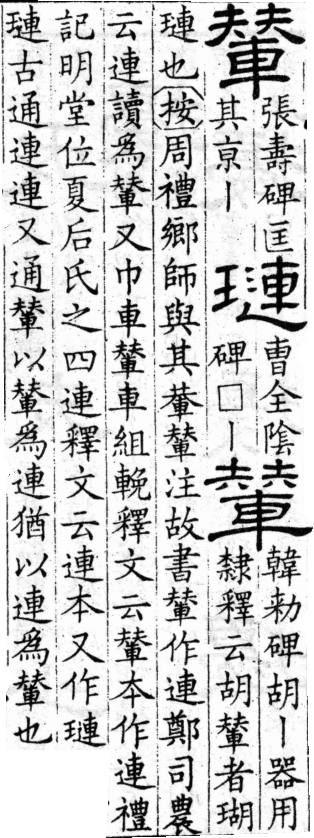 輦
張壽碑匡
其亰丨
璉
曹全陰
碑□丨
輦
韓勑碑胡丨器用
隸釋云胡輦者瑚
璉也按周禮鄉師與其輂輦注故書輦作連鄭司農
云連讀爲輦又巾車輦車組輓釋文云輦本作連禮
記明堂位夏后氏之四連釋文云連本又作璉
璉古通連連又通輦以輦爲連猶以連爲輦也